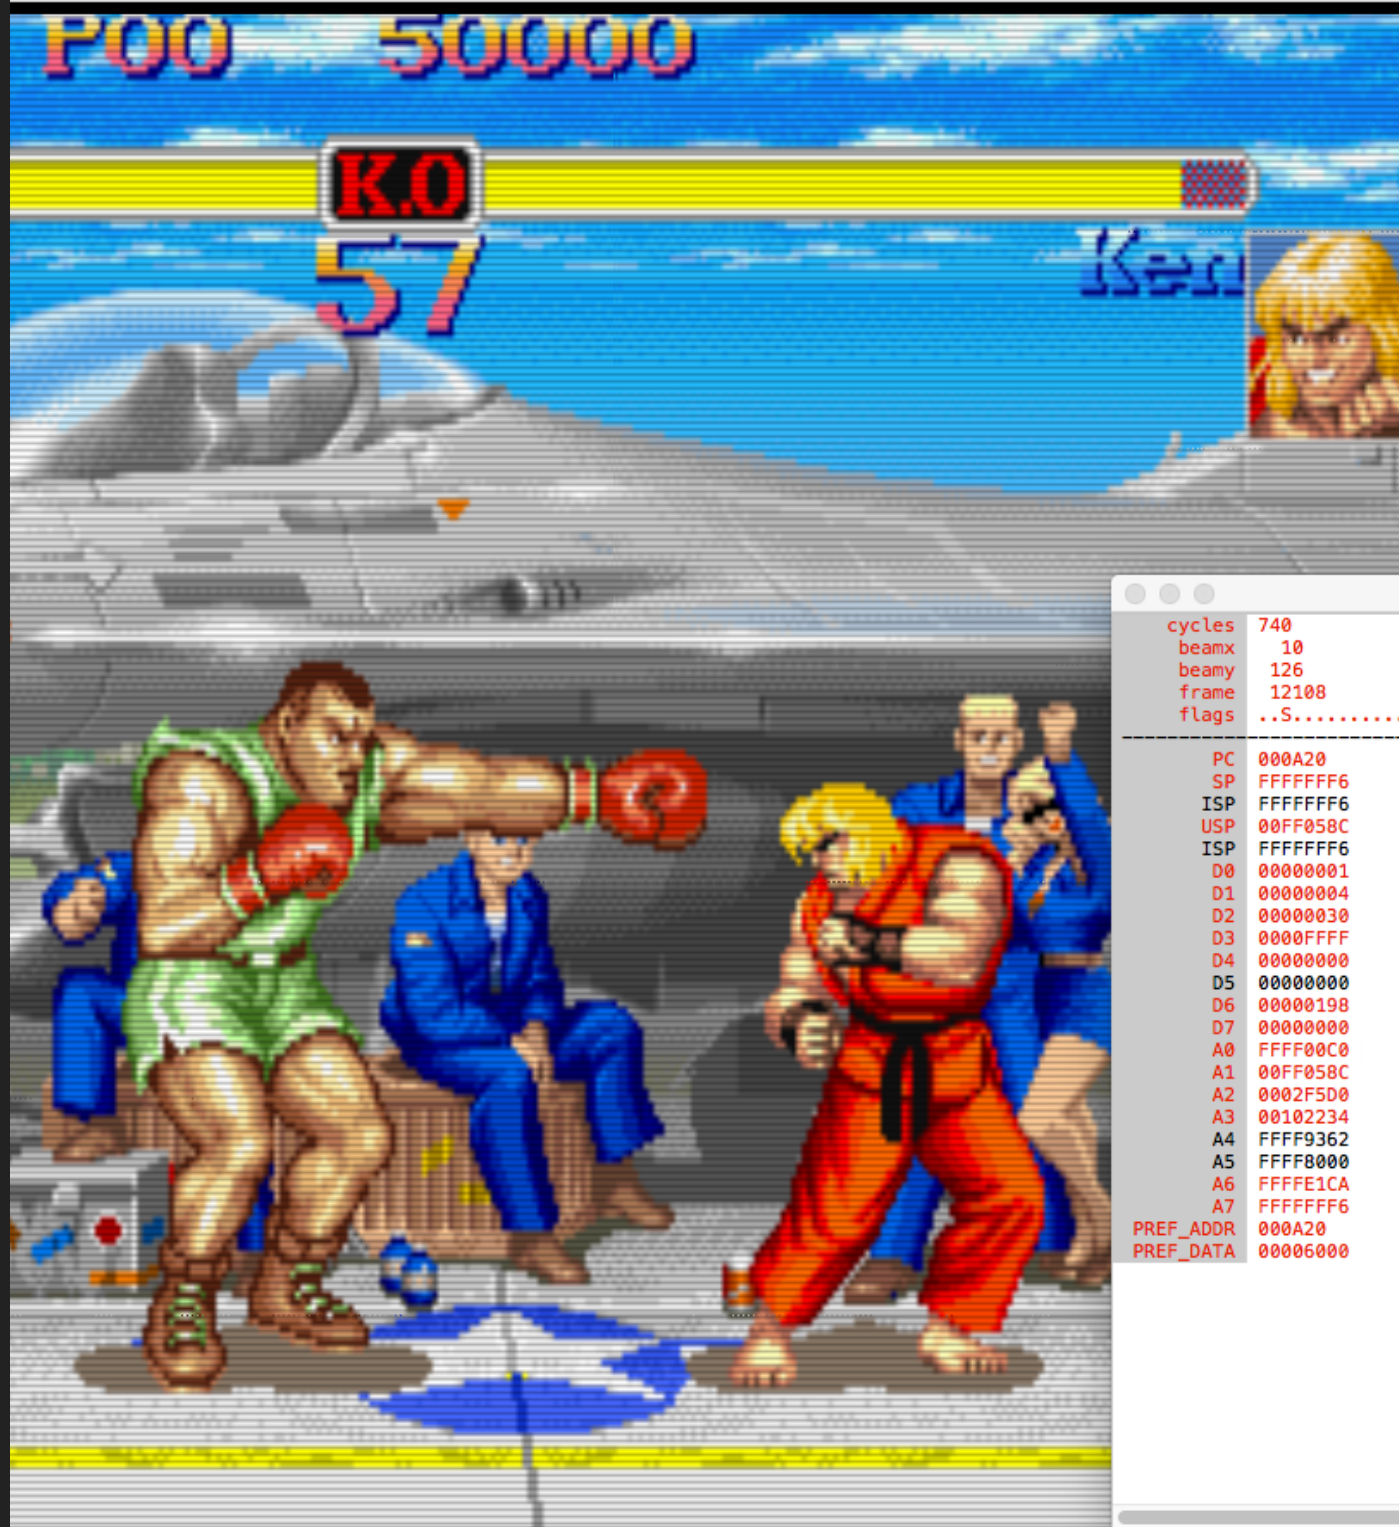 POO 50000
K.O
57
Ken
cycles 740
beamx 10
beamy 126
frame 12108
flags ..S..........
PC 000A20
SP FFFFFFF6
ISP FFFFFFF6
USP 00FF058C
ISP FFFFFFF6
D0 00000001
D1 00000004
D2 00000030
D3 0000FFFF
D4 00000000
D5 00000000
D6 00000198
D7 00000000
A0 FFFF00C0
A1 00FF058C
A2 0002F5D0
A3 00102234
A4 FFFF9362
A5 FFFF8000
A6 FFFFE1CA
A7 FFFFFFF6
PREF_ADDR 000A20
PREF_DATA 00006000